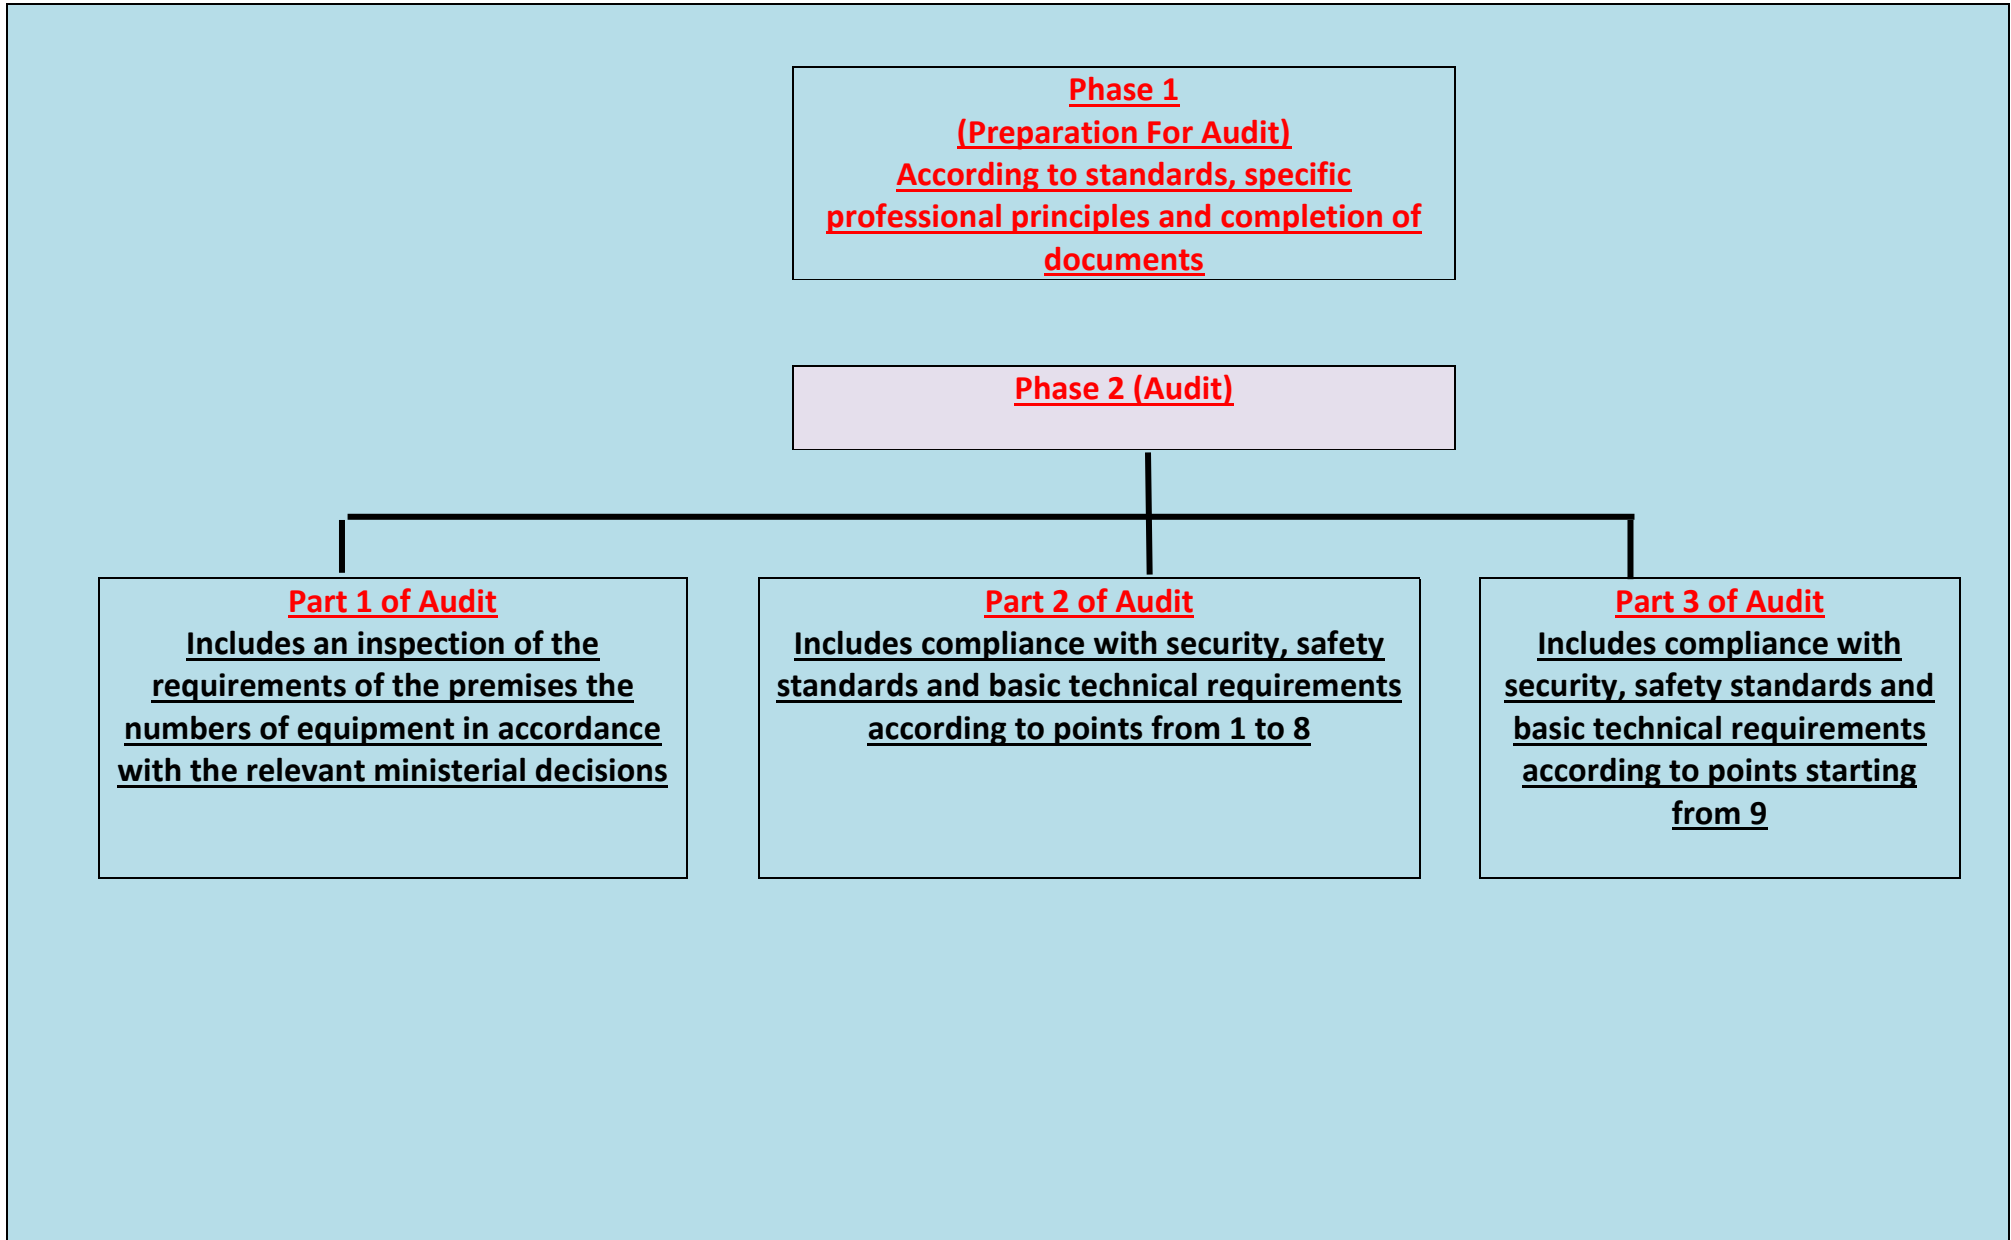 Phase 1
(Preparation For Audit)
According to standards, specific
professional principles and completion of
documents
Phase 2 (Audit)
Part 1 of Audit
Includes an inspection of the
requirements of the premises the
numbers of equipment in accordance
with the relevant ministerial decisions
Part 2 of Audit
Includes compliance with security, safety
standards and basic technical requirements
according to points from 1 to 8
Part 3 of Audit
Includes compliance with
security, safety standards and
basic technical requirements
according to points starting
from 9